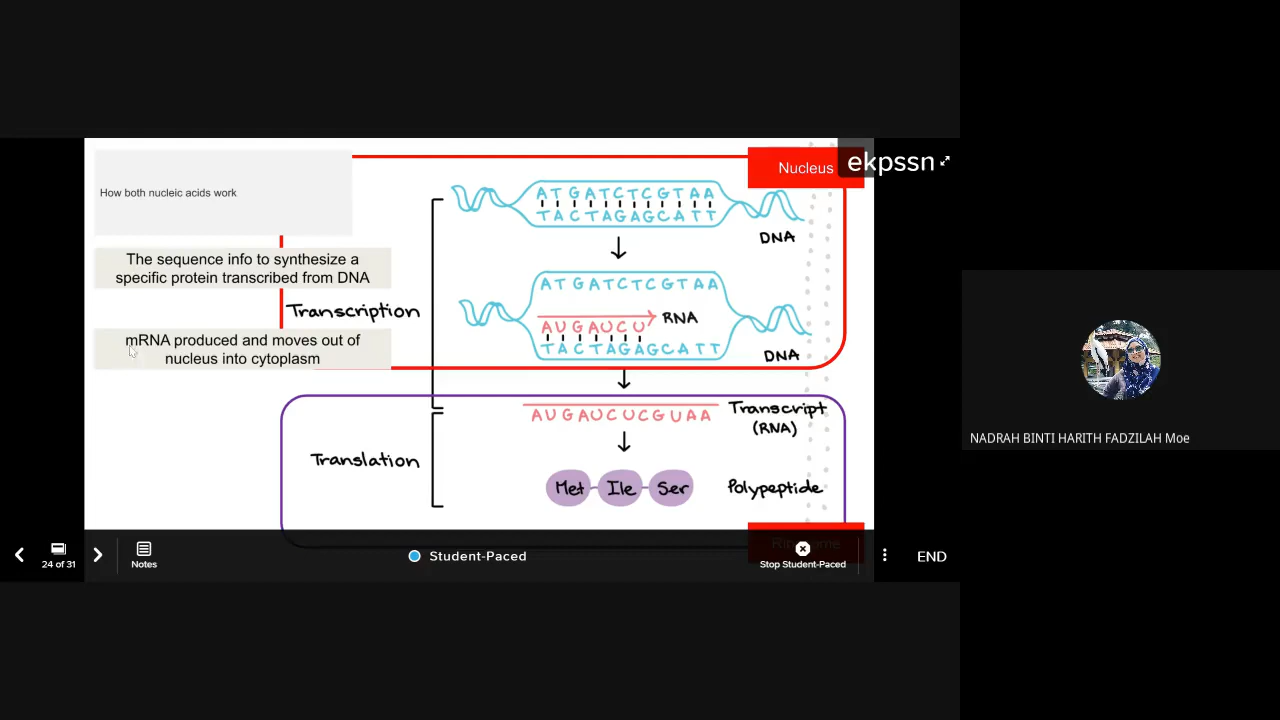 How both nucleic acids work
Nucleus
ekpssn
The sequence info to synthesize a
specific protein transcribed from DNA
Transcription
mRNA produced and moves out of
nucleus into cytoplasm
ATGATCTCGTAA
TACTAGAGCATT
DNA
ATGATCTCGTAA
RNA
AUGAUCU
TACTAGAGCATT
DNA
AUGAUCUCGUAA
Transcript
(RNA)
Translation
Met Ile Ser
Polypeptide
24 of 31
Notes
Student-Paced
Stop Student-Paced
END
NADRAH BINTI HARITH FADZILAH Moe